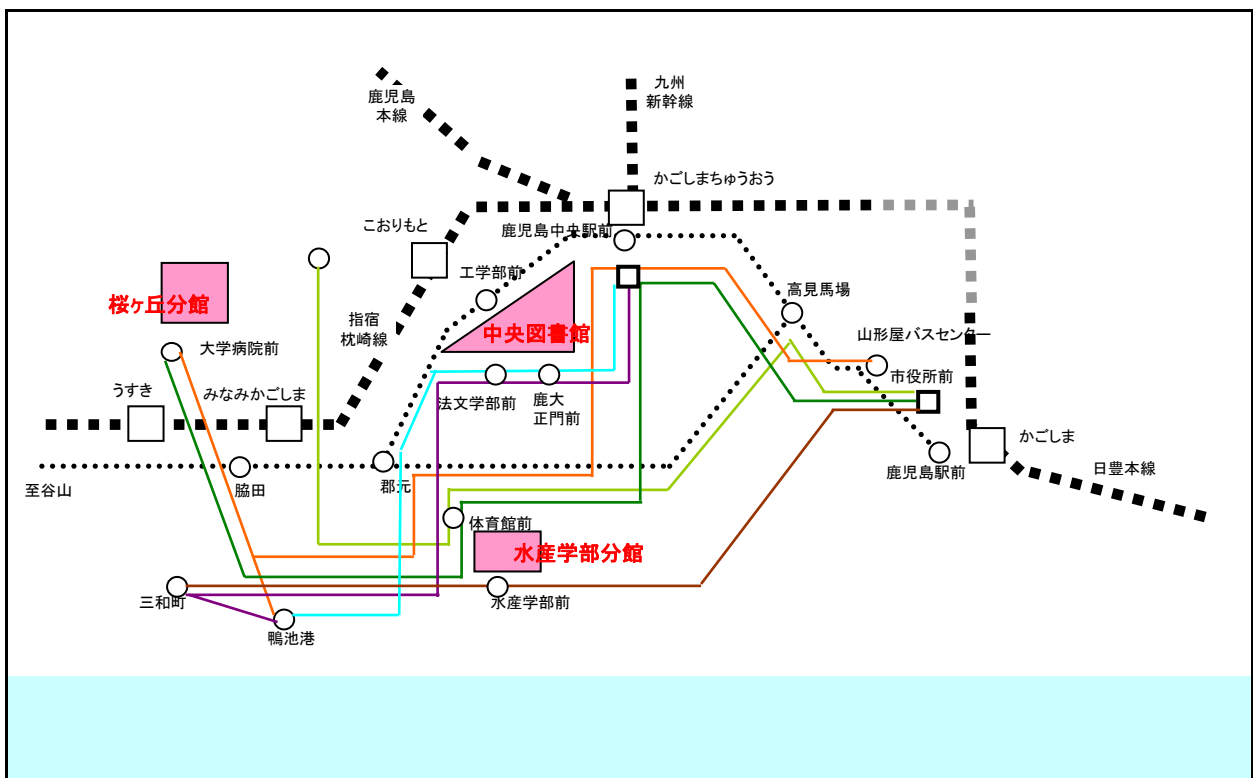 鹿児島
本線
九州
新幹線
かごしまちゅうおう
鹿児島中央駅前
こおりもと
工学部前
桜ヶ丘分館
高見馬場
指宿
枕崎線
中央図書館
山形屋バスセンター
大学病院前
市役所前
うすき
みなみかごしま
法文学部前
鹿大
正門前
かごしま
鹿児島駅前
日豊本線
至谷山
脇田
郡元
体育館前
水産学部分館
三和町
水産学部前
鴨池港